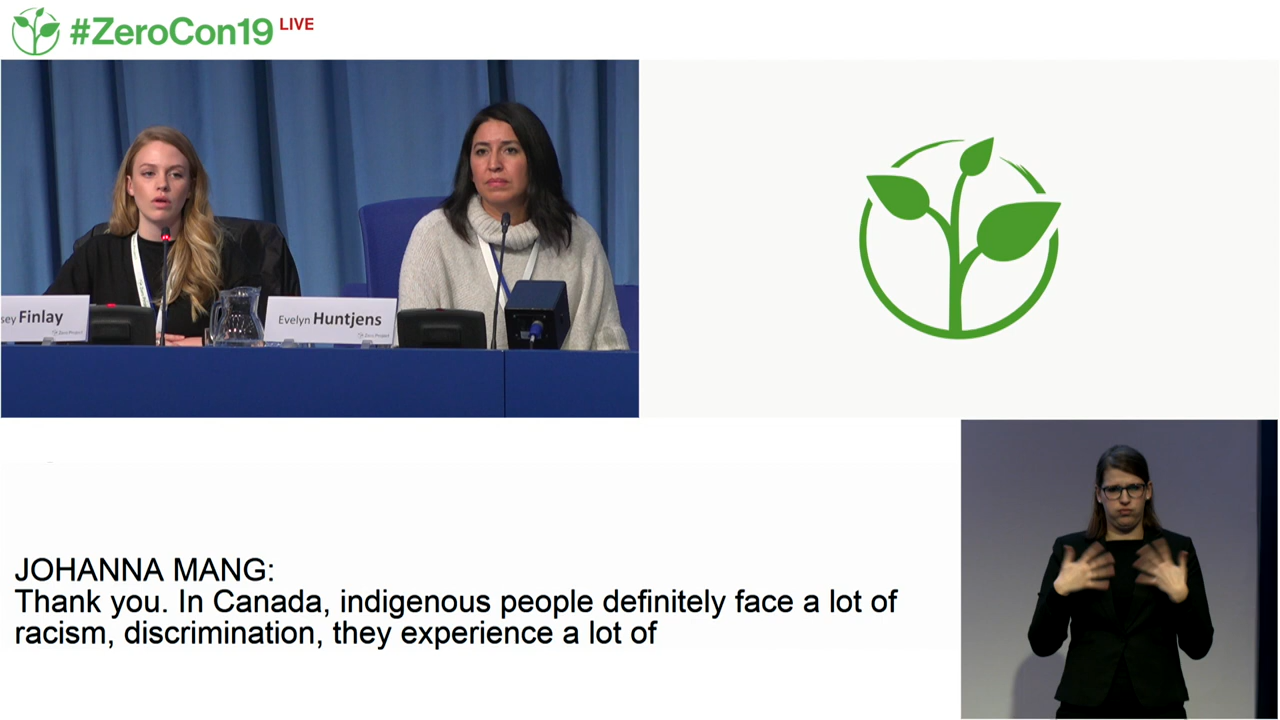 #ZeroCon19 LIVE
sey Finlay
Evelyn Huntjens
JOHANNA MANG:
Thank you. In Canada, indigenous people definitely face a lot of
racism, discrimination, they experience a lot of